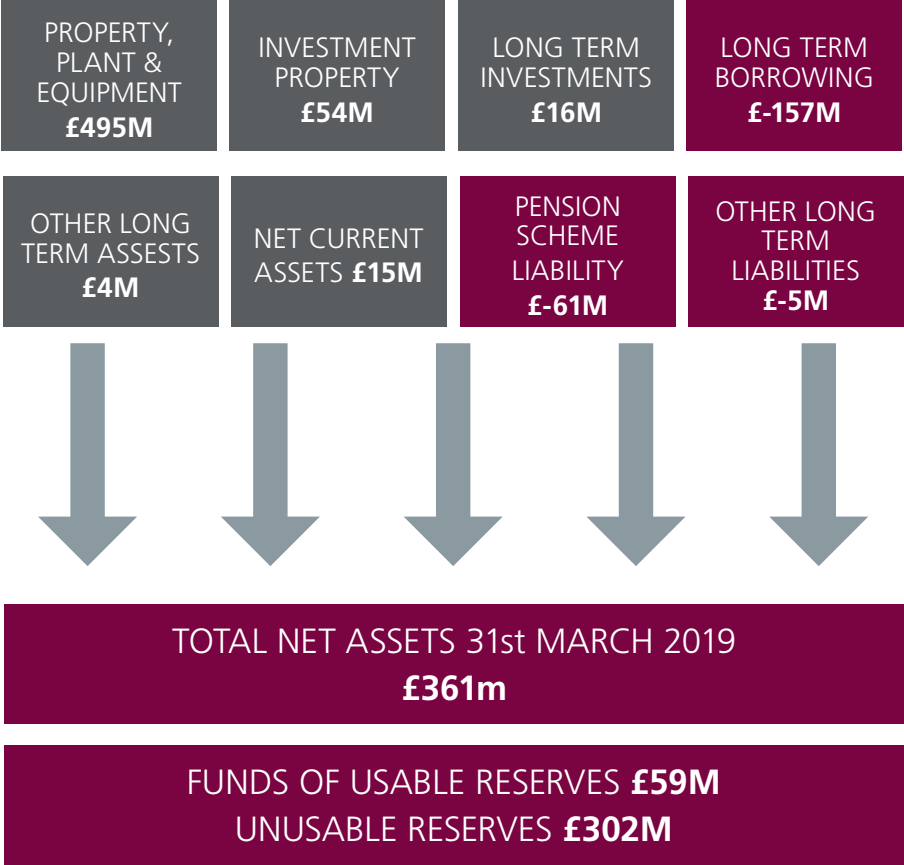 PROPERTY,
PLANT &
EQUIPMENT
£495M
INVESTMENT
PROPERTY
£54M
LONG TERM
INVESTMENTS
£16M
LONG TERM
BORROWING
£-157M
OTHER LONG
TERM ASSESTS
£4M
NET CURRENT
ASSETS £15M
PENSION
SCHEME
LIABILITY
£-61M
OTHER LONG
TERM
LIABILITIES
£-5M
TOTAL NET ASSETS 31st MARCH 2019
£361m
FUNDS OF USABLE RESERVES £59M
UNUSABLE RESERVES £302M